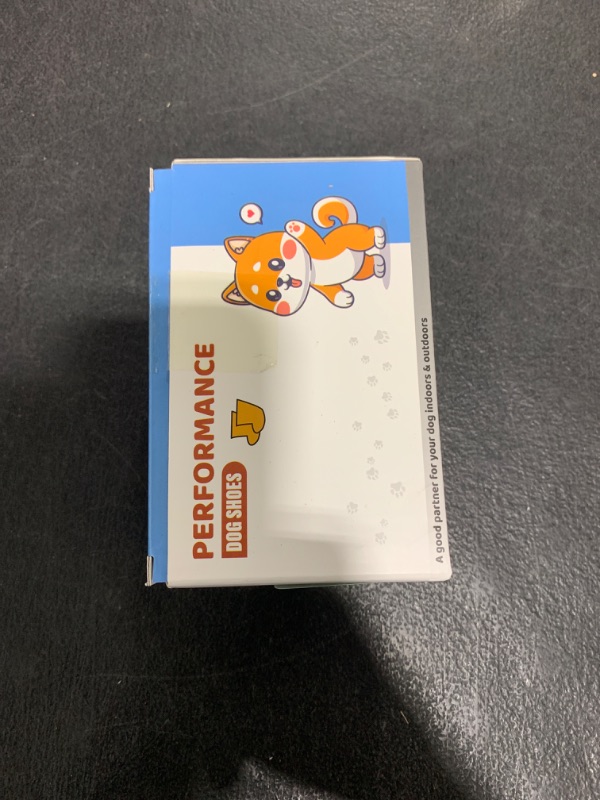 PERFORMANCE
DOG SHOES
A good partner for your dog indoors & outdoors